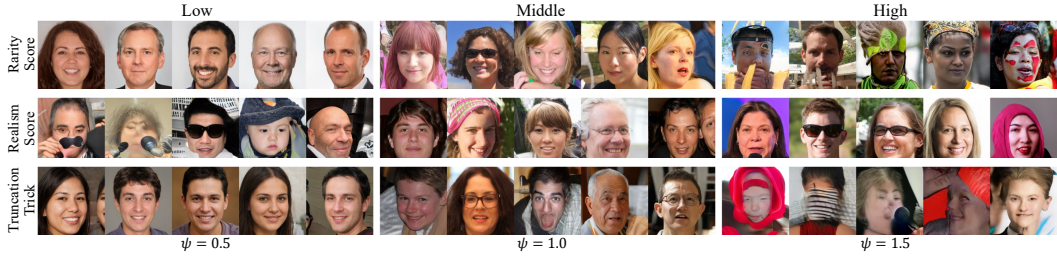 Low Middle High
Rarity
Score
Realism
Score
Truncation
Trick
ψ = 0.5 ψ = 1.0 ψ = 1.5